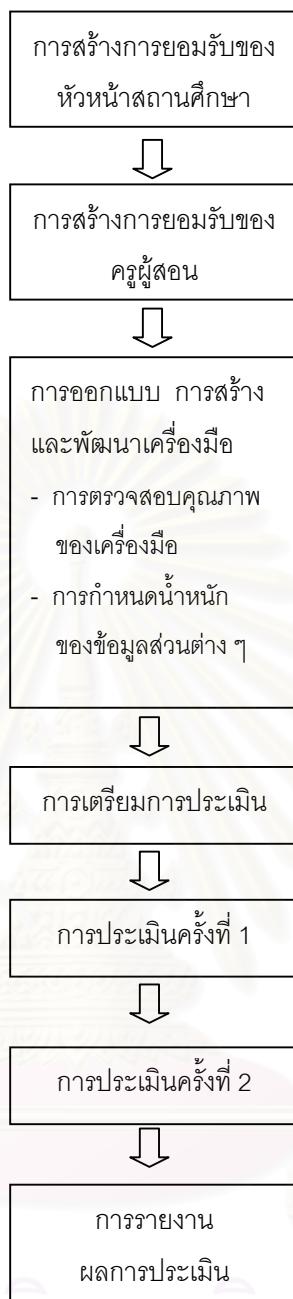 การสร้างการยอมรับของ
หัวหน้าสถานศึกษา
การสร้างการยอมรับของ
ครูผู้สอน
การออกแบบ การสร้าง
และพัฒนาเครื่องมือ
- การตรวจสอบคุณภาพ
ของเครื่องมือ
- การกำหนดน้ำหนัก
ของข้อมูลส่วนต่าง ๆ
การเตรียมการประเมิน
การประเมินครั้งที่ 1
การประเมินครั้งที่ 2
การรายงาน
ผลการประเมิน